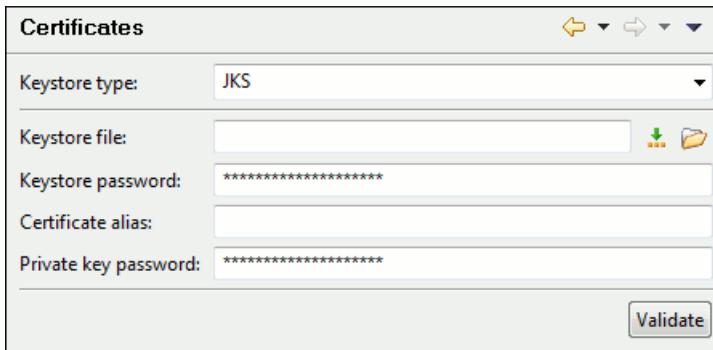 Certificates
Keystore type: JKS
Keystore file:
Keystore password: ********************
Certificate alias:
Private key password: ********************
Validate